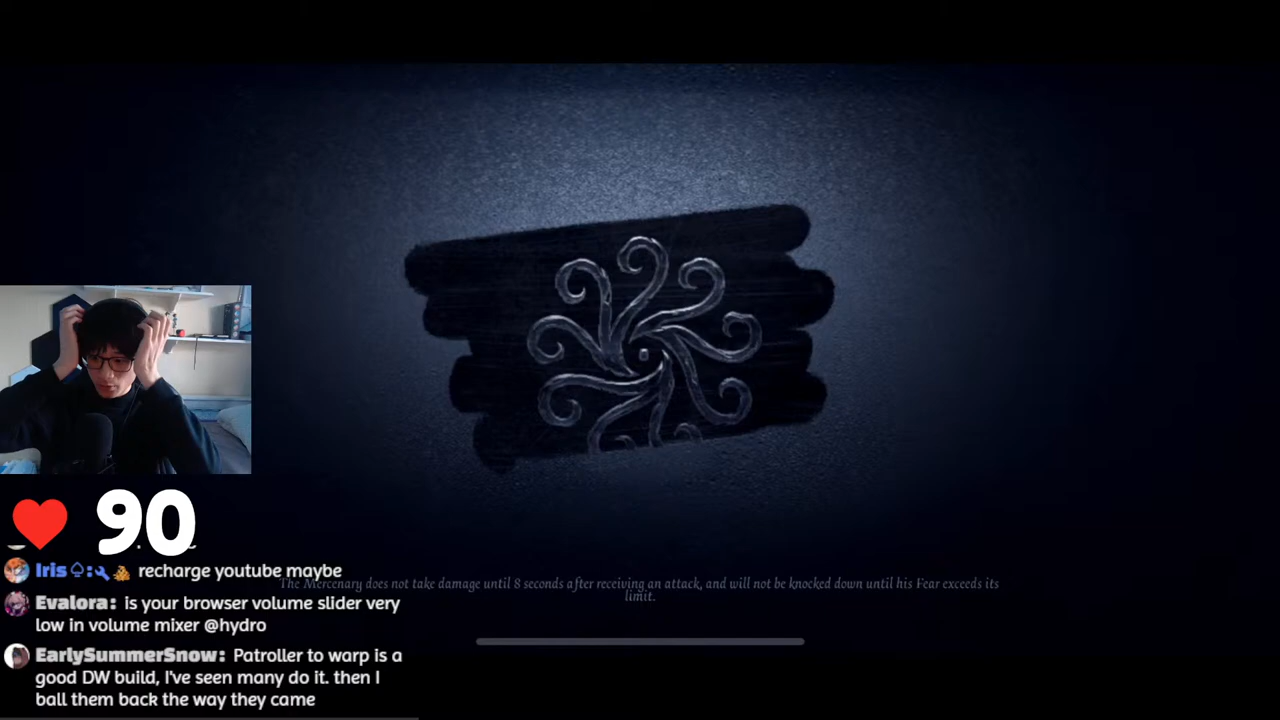 The Mercenary does not take damage until 8 seconds after receiving an attack, and will not be knocked down until his Fear exceeds its
limit.
90
Iris♤: recharge youtube maybe
Evalora: is your browser volume slider very
low in volume mixer @hydro
EarlySummerSnow: Patroller to warp is a
good DW build, I've seen many do it. then I
ball them back the way they came